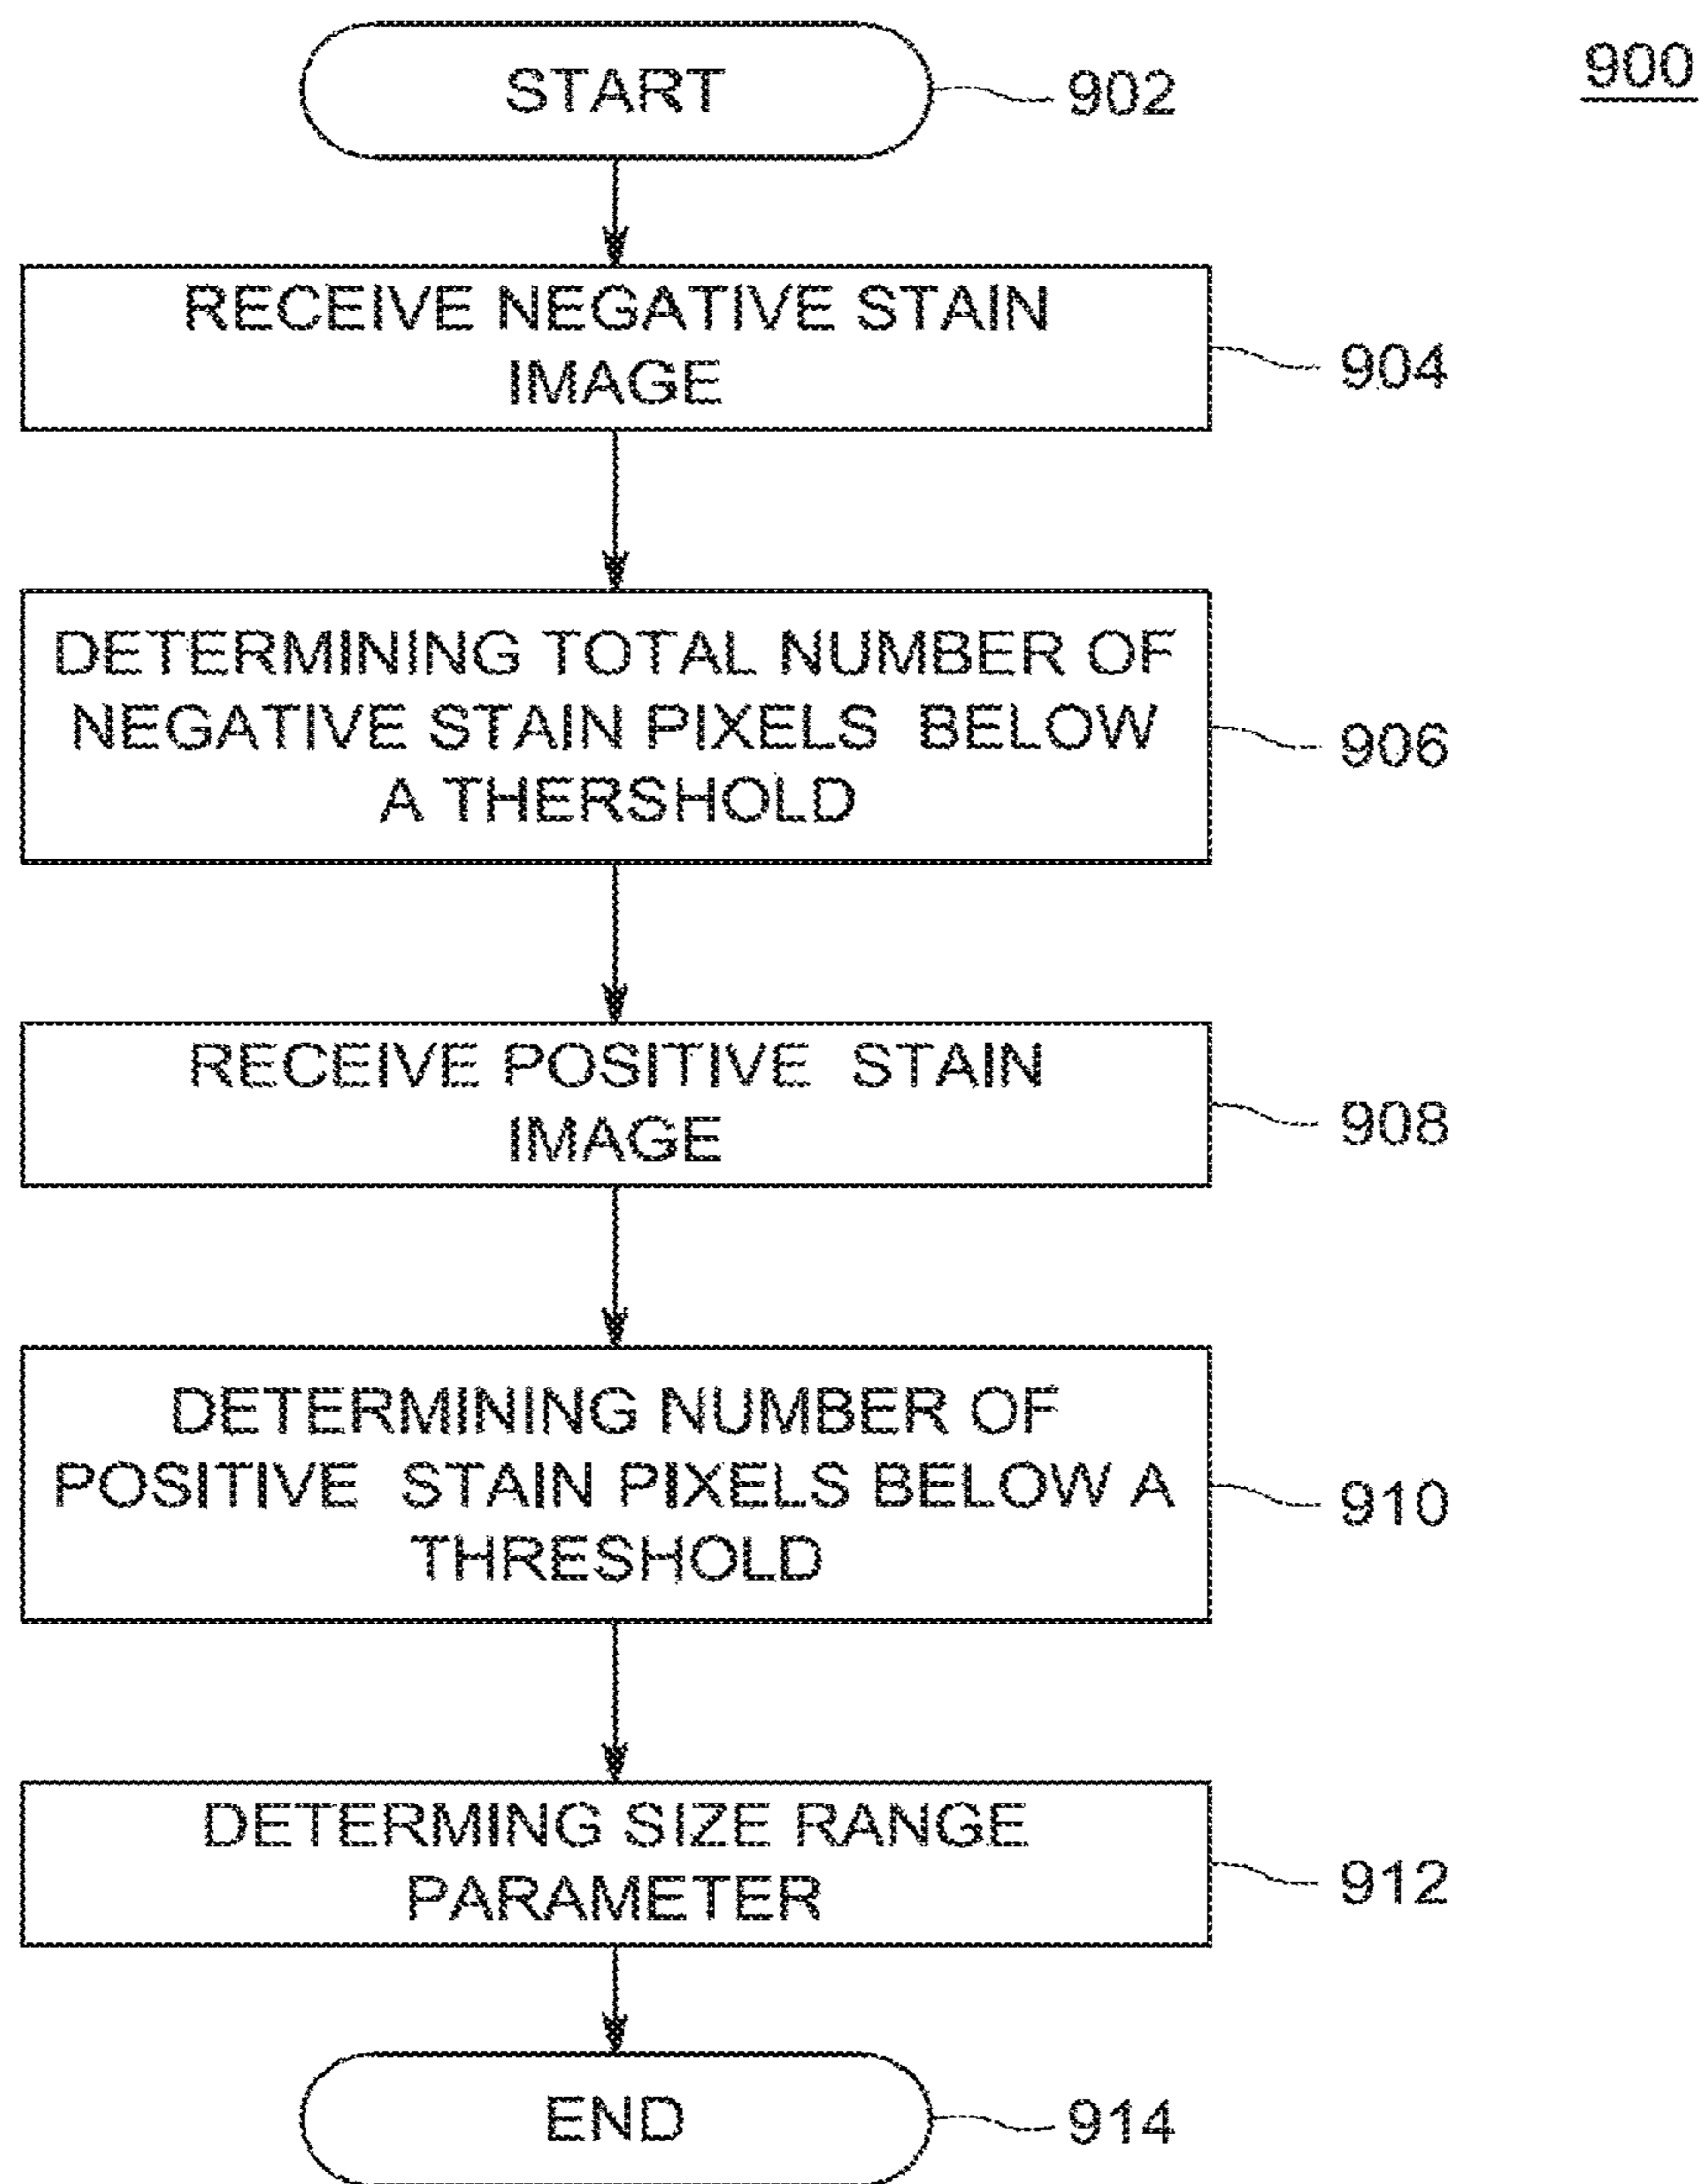 900
START
902
RECEIVE NEGATIVE STAIN
IMAGE
904
DETERMINING TOTAL NUMBER OF
NEGATIVE STAIN PIXELS BELOW
A THERSHOLD
906
RECEIVE POSITIVE STAIN
IMAGE
908
DETERMINING NUMBER OF
POSITIVE STAIN PIXELS BELOW A
THRESHOLD
910
DETERMING SIZE RANGE
PARAMETER
912
END
914